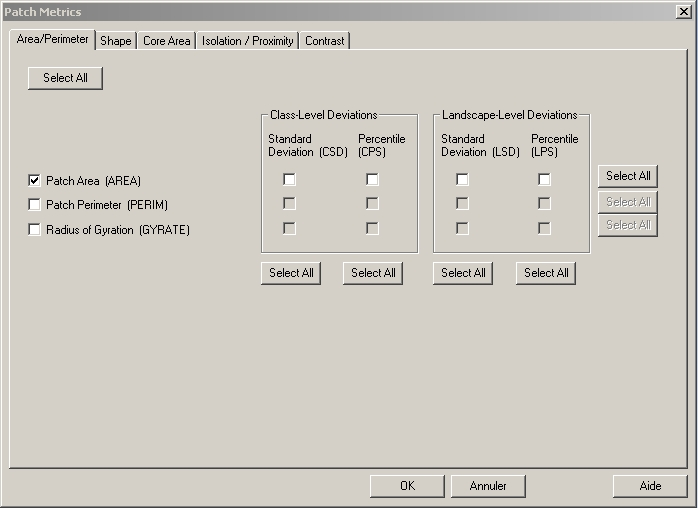 Patch Metrics
Area/Perimeter Shape Core Area Isolation / Proximity Contrast
Select All
Class-Level Deviations Landscape-Level Deviations
Standard Percentile Standard Percentile
Deviation (CSD) (CPS) Deviation (LSD) (LPS)
Patch Area (AREA) Select All
Patch Perimeter (PERIM) Select All
Radius of Gyration (GYRATE) Select All
Select All Select All Select All Select All
OK Annuler Aide